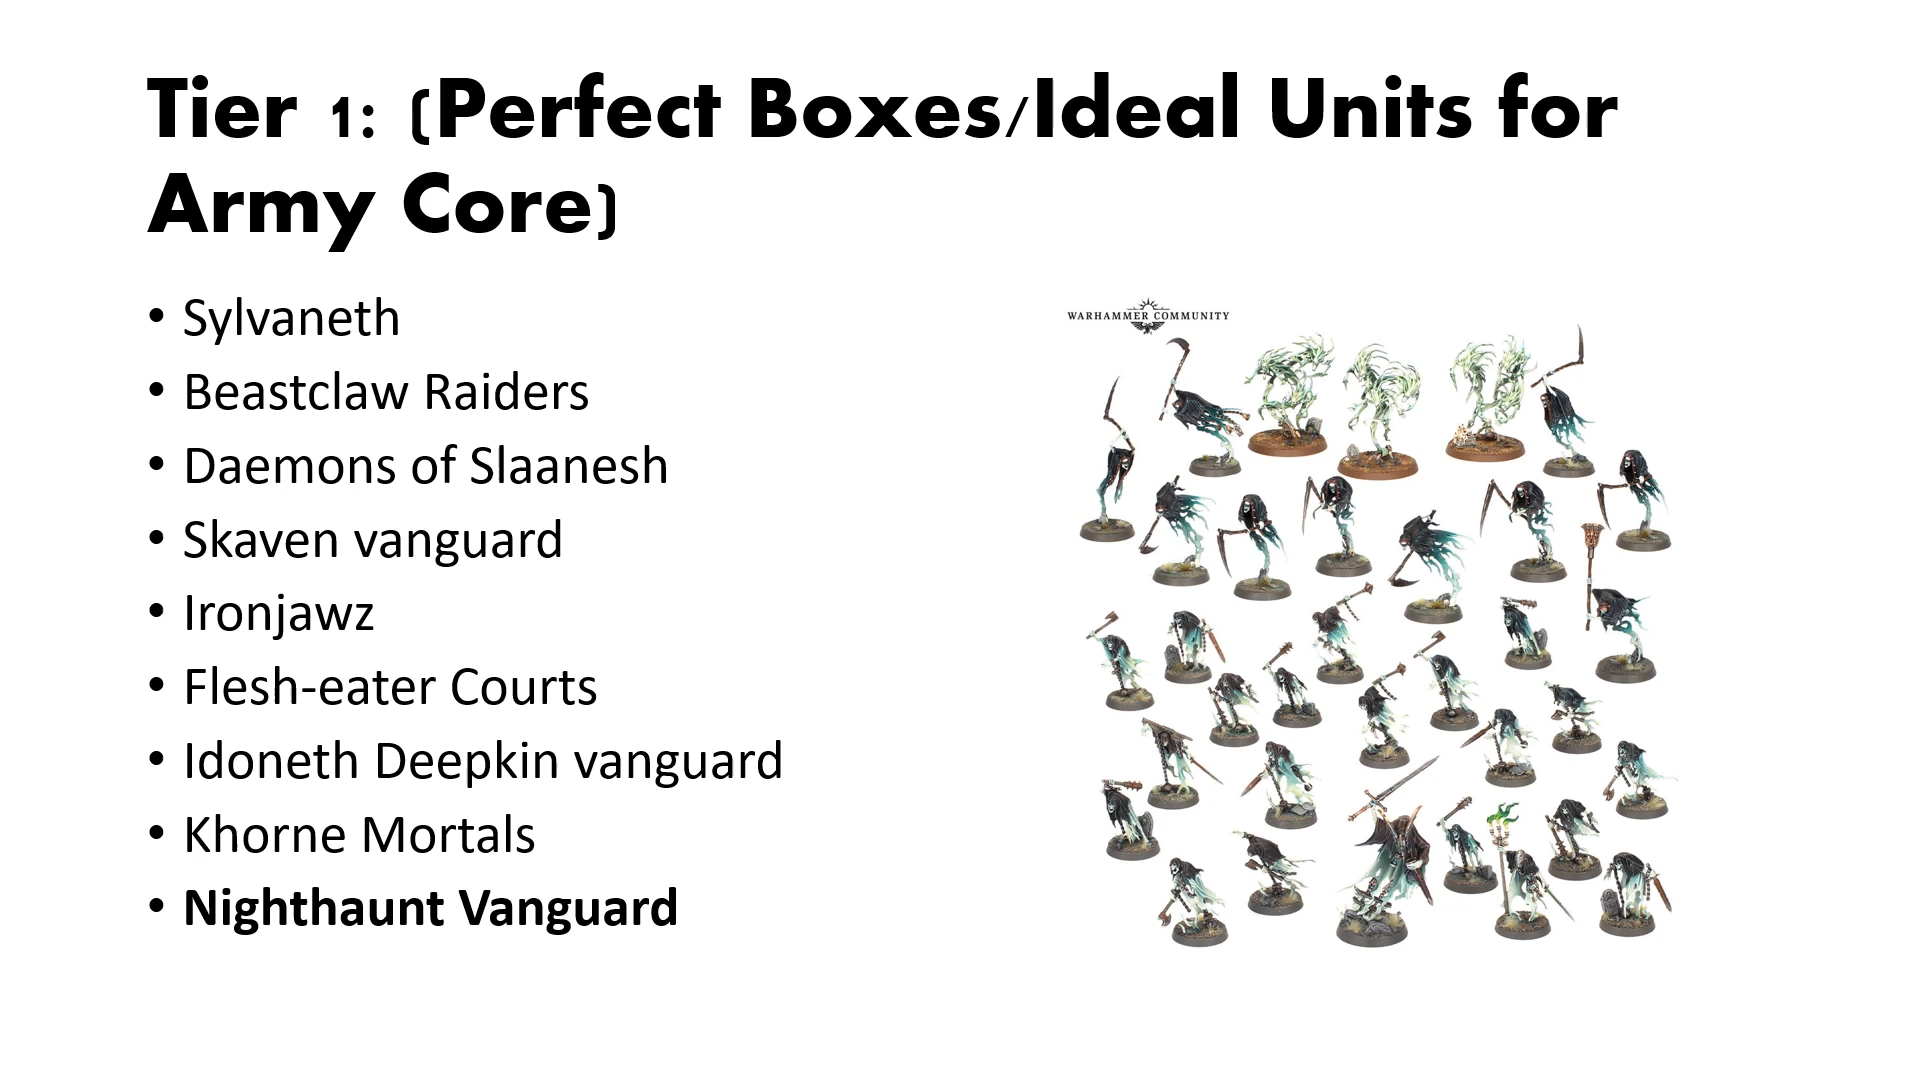 Tier 1: (Perfect Boxes/Ideal Units for
Army Core)
• Sylvaneth
• Beastclaw Raiders
• Daemons of Slaanesh
• Skaven vanguard
• Ironjawz
• Flesh-eater Courts
• Idoneth Deepkin vanguard
• Khorne Mortals
• Nighthaunt Vanguard
WARHAMMER COMMUNITY